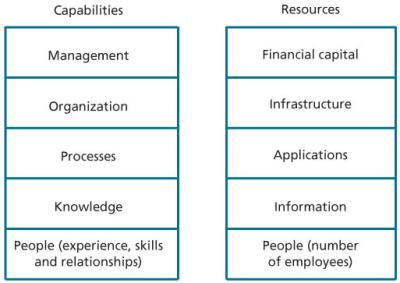 Capabilities
Resources
Management
Financial capital
Organization
Infrastructure
Processes
Applications
Knowledge
Information
People (experience, skills
and relationships)
People (number
of employees)